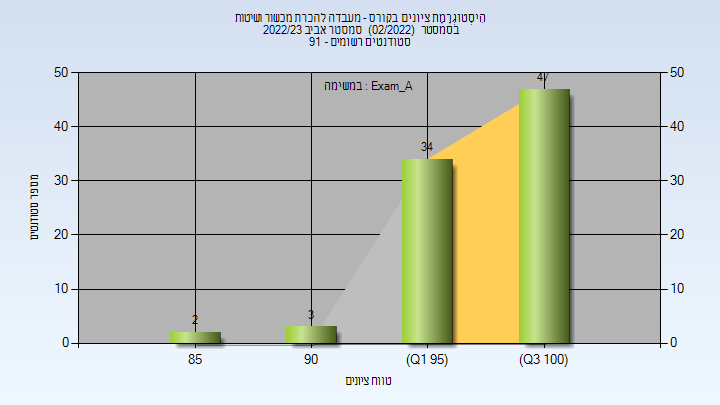 היסטוגרמת ציונים בקורס - מעבדה להכרת מכשור ושיטות
בסמסטר (02/2022) סמסטר אביב 2022/23
סטודנטים רשומים - 91
במשימה : Exam_A
50
40
30
20
10
0
50
40
30
20
10
0
מספר סטודנטים
2
3
34
47
85
90
(Q1 95)
(Q3 100)
טווח ציונים